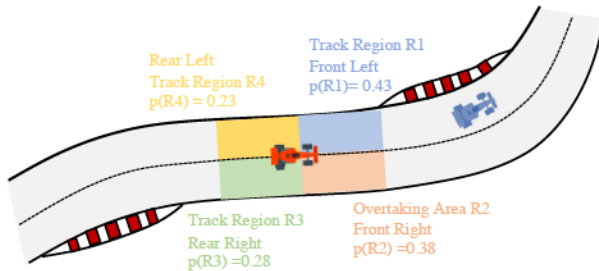 Rear Left
Track Region R4
p(R4) = 0.23
Track Region R1
Front Left
p(R1)= 0.43
Track Region R3
Rear Right
p(R3) = 0.28
Overtaking Area R2
Front Right
p(R2) =0.38